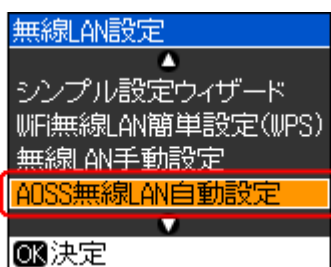 無線LAN設定
シンプル設定ウィザード
WiFi無線LAN簡単設定(WPS)
無線LAN手動設定
AOSS無線LAN自動設定
OK決定